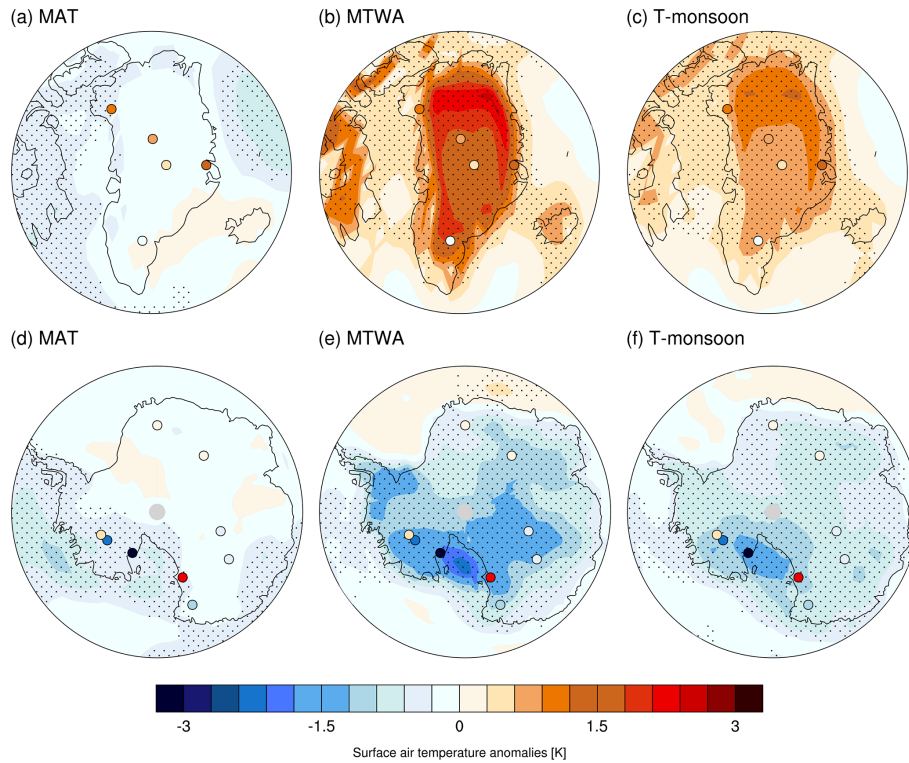 (a) MAT
(b) MTWA
(c) T-monsoon
(d) MAT
(e) MTWA
(f) T-monsoon
-3 -1.5 0 1.5 3
Surface air temperature anomalies [K]